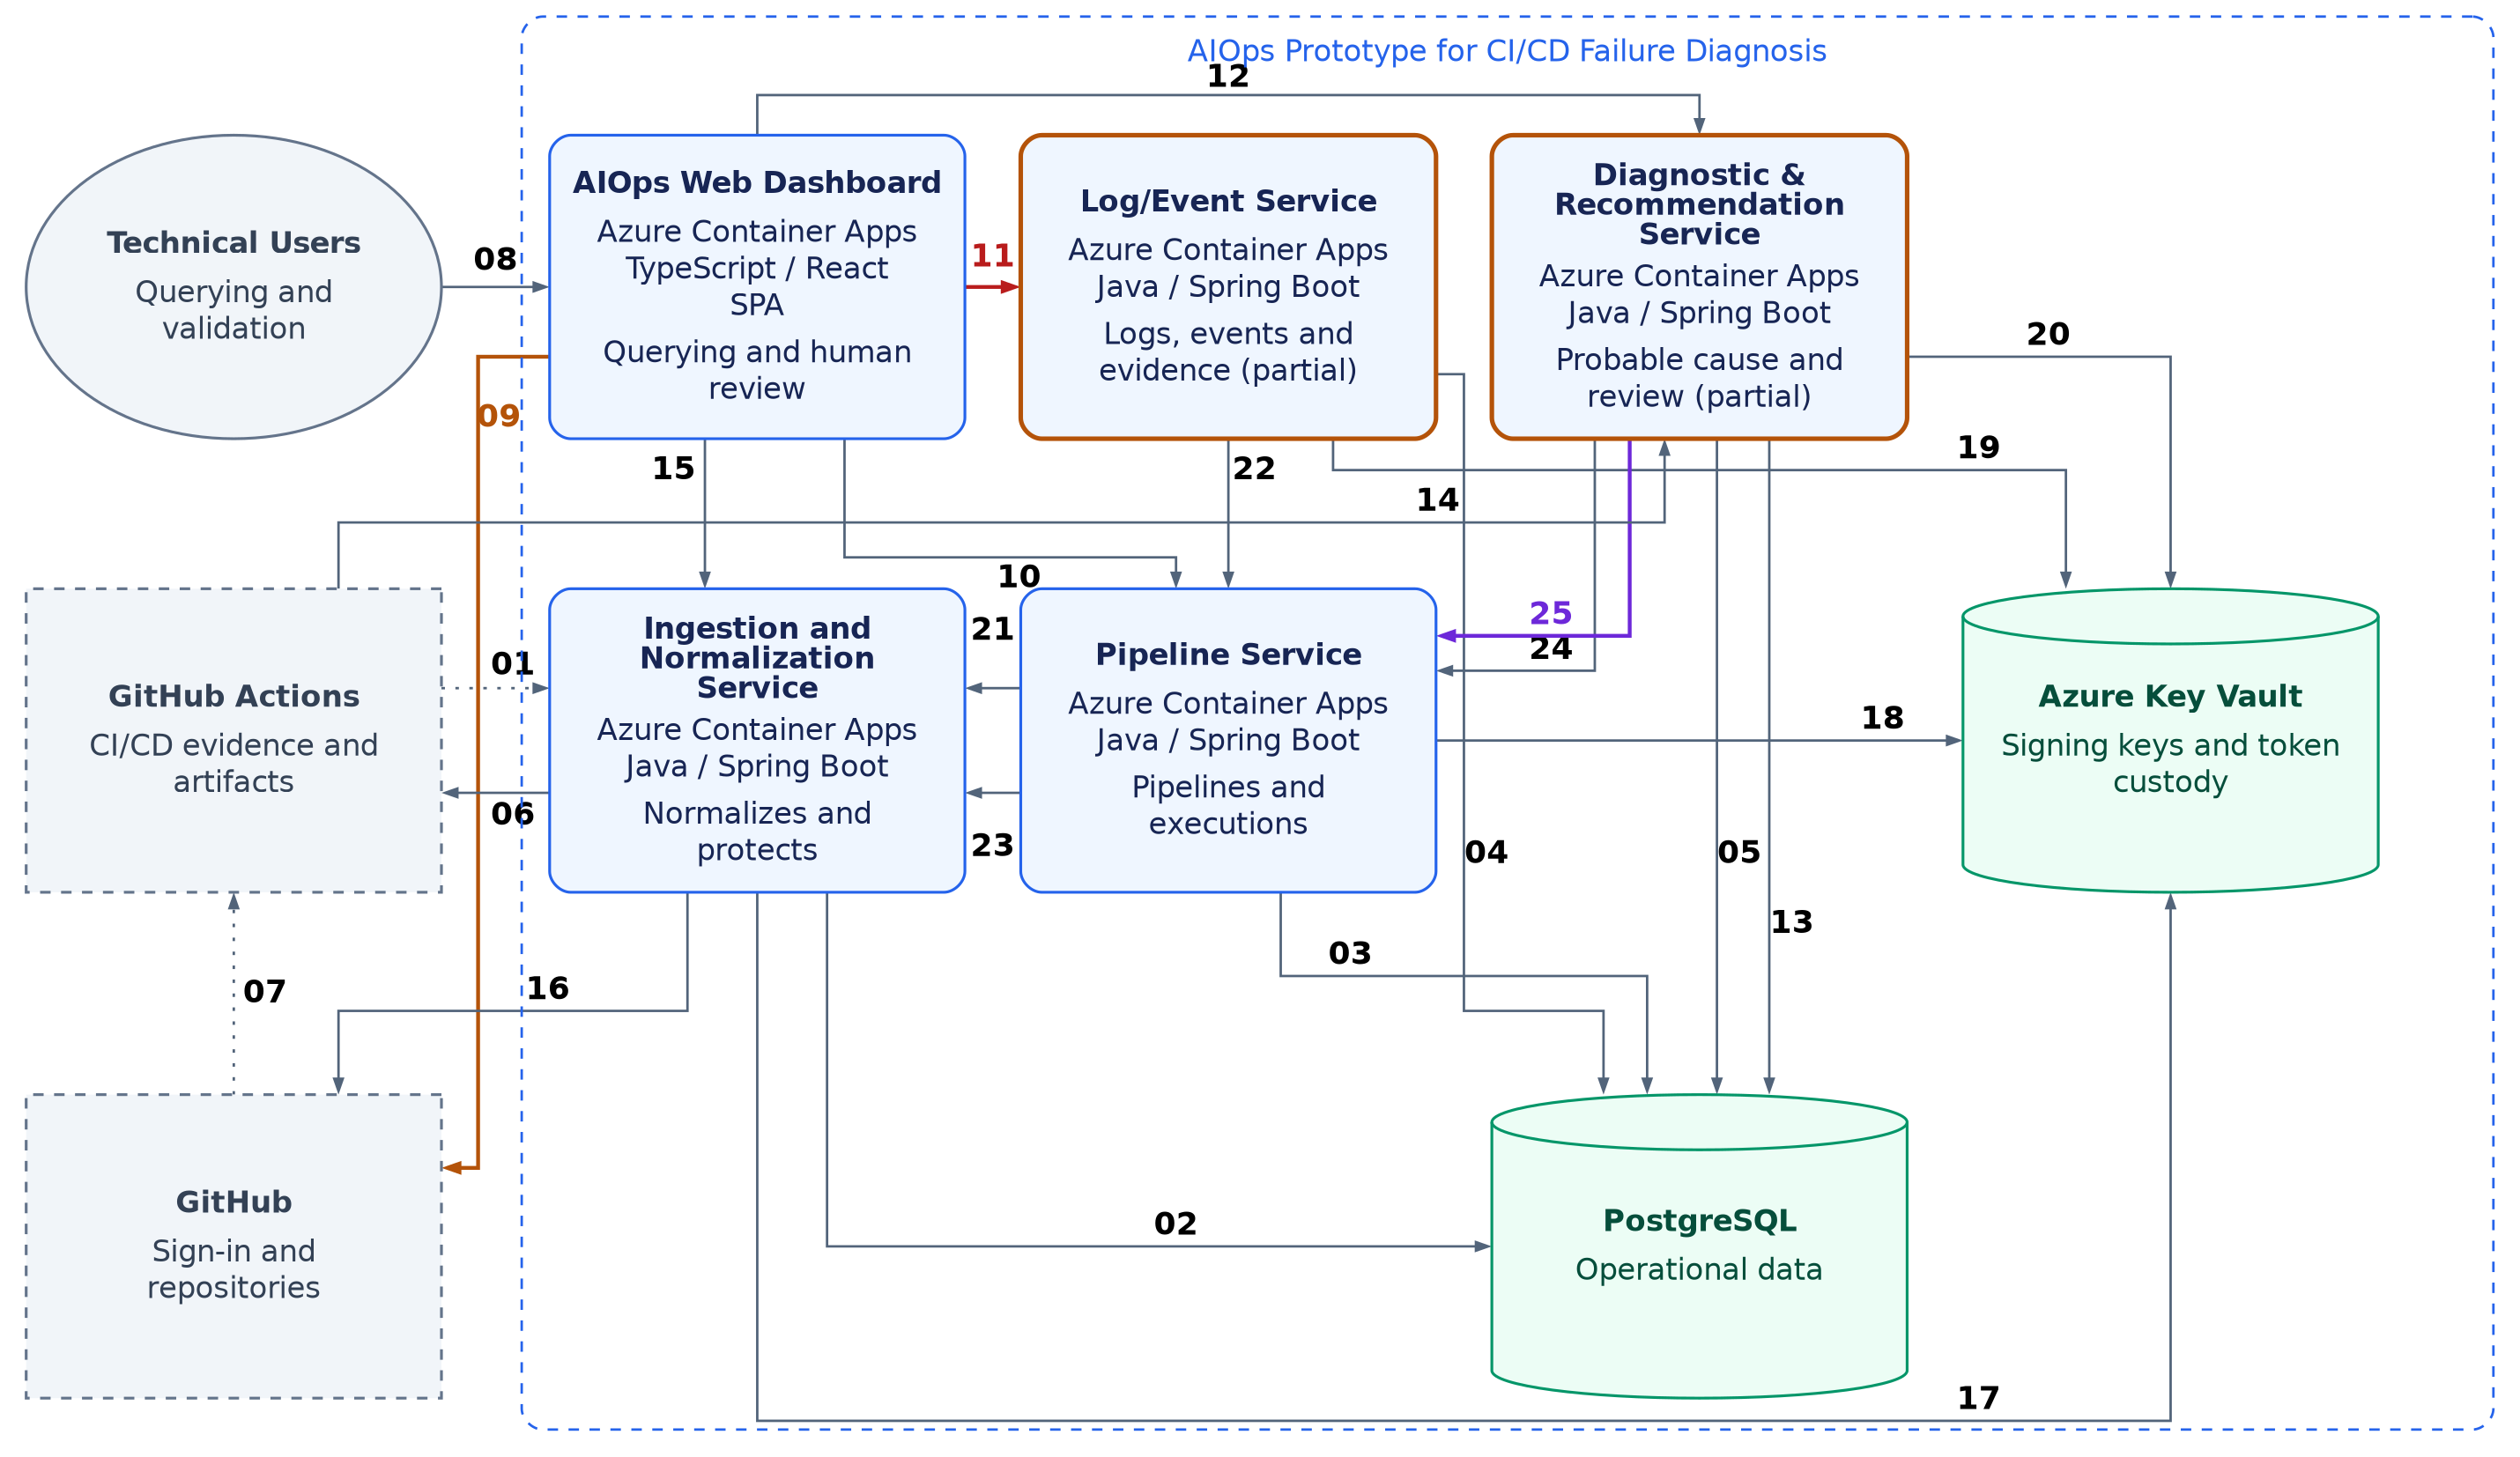 AIOps Prototype for CI/CD Failure Diagnosis
12
Technical Users
Querying and
validation
08
AIOps Web Dashboard
Azure Container Apps
TypeScript / React
SPA
Querying and human
review
11
Log/Event Service
Azure Container Apps
Java / Spring Boot
Logs, events and
evidence (partial)
Diagnostic &
Recommendation
Service
Azure Container Apps
Java / Spring Boot
Probable cause and
review (partial)
20
09
15
22
19
14
10
GitHub Actions
CI/CD evidence and
artifacts
01
06
Ingestion and
Normalization
Service
Azure Container Apps
Java / Spring Boot
Normalizes and
protects
21
23
Pipeline Service
Azure Container Apps
Java / Spring Boot
Pipelines and
executions
25
24
18
Azure Key Vault
Signing keys and token
custody
04
05
13
03
07
16
GitHub
Sign-in and
repositories
02
PostgreSQL
Operational data
17